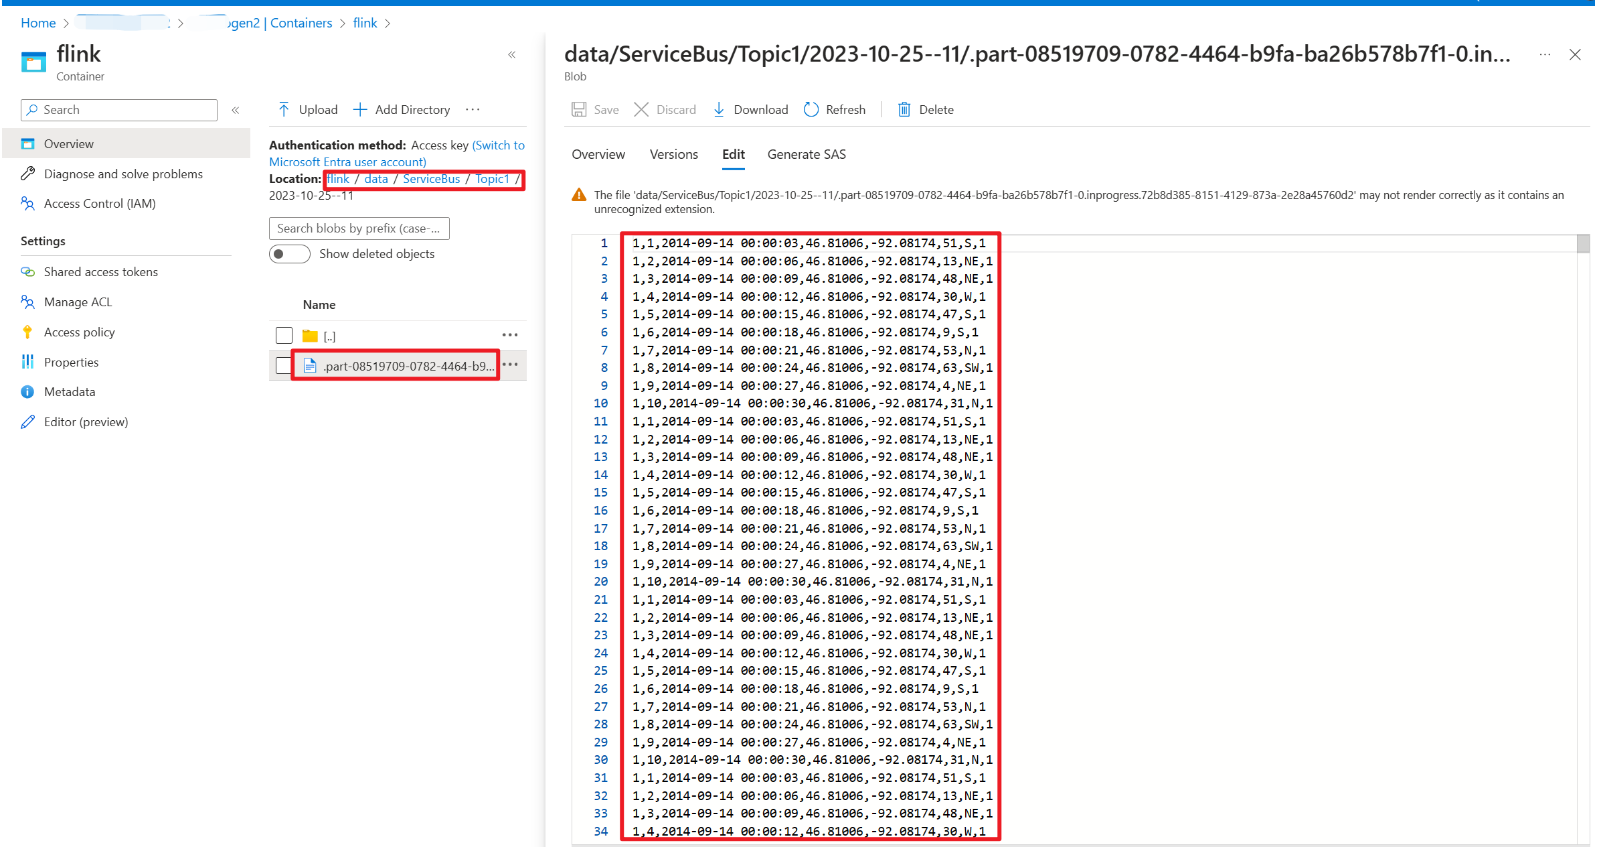 Home > > ogen2 | Containers > flink >
flink
Container
«
Search
«
Overview
Diagnose and solve problems
Access Control (IAM)
Settings
Shared access tokens
Manage ACL
Access policy
Properties
Metadata
Editor (preview)
Upload Add Directory ...
Authentication method: Access key (Switch to
Microsoft Entra user account)
Location: flink / data / ServiceBus / Topic1 /
2023-10-25--11
Search blobs by prefix (case-...
Show deleted objects
Name
[..] ...
.part-08519709-0782-4464-b9... ...
data/ServiceBus/Topic1/2023-10-25--11/.part-08519709-0782-4464-b9fa-ba26b578b7f1-0.in... ...
Blob
Save Discard Download Refresh Delete
Overview Versions Edit Generate SAS
The file 'data/ServiceBus/Topic1/2023-10-25--11/.part-08519709-0782-4464-b9fa-ba26b578b7f1-0.inprogress.72b8d385-8151-4129-873a-2e28a45760d2' may not render correctly as it contains an
unrecognized extension.
1 1,1,2014-09-14 00:00:03,46.81006,-92.08174,51,S,1
2 1,2,2014-09-14 00:00:06,46.81006,-92.08174,13,NE,1
3 1,3,2014-09-14 00:00:09,46.81006,-92.08174,48,NE,1
4 1,4,2014-09-14 00:00:12,46.81006,-92.08174,30,W,1
5 1,5,2014-09-14 00:00:15,46.81006,-92.08174,47,S,1
6 1,6,2014-09-14 00:00:18,46.81006,-92.08174,9,S,1
7 1,7,2014-09-14 00:00:21,46.81006,-92.08174,53,N,1
8 1,8,2014-09-14 00:00:24,46.81006,-92.08174,63,SW,1
9 1,9,2014-09-14 00:00:27,46.81006,-92.08174,4,NE,1
10 1,10,2014-09-14 00:00:30,46.81006,-92.08174,31,N,1
11 1,1,2014-09-14 00:00:03,46.81006,-92.08174,51,S,1
12 1,2,2014-09-14 00:00:06,46.81006,-92.08174,13,NE,1
13 1,3,2014-09-14 00:00:09,46.81006,-92.08174,48,NE,1
14 1,4,2014-09-14 00:00:12,46.81006,-92.08174,30,W,1
15 1,5,2014-09-14 00:00:15,46.81006,-92.08174,47,S,1
16 1,6,2014-09-14 00:00:18,46.81006,-92.08174,9,S,1
17 1,7,2014-09-14 00:00:21,46.81006,-92.08174,53,N,1
18 1,8,2014-09-14 00:00:24,46.81006,-92.08174,63,SW,1
19 1,9,2014-09-14 00:00:27,46.81006,-92.08174,4,NE,1
20 1,10,2014-09-14 00:00:30,46.81006,-92.08174,31,N,1
21 1,1,2014-09-14 00:00:03,46.81006,-92.08174,51,S,1
22 1,2,2014-09-14 00:00:06,46.81006,-92.08174,13,NE,1
23 1,3,2014-09-14 00:00:09,46.81006,-92.08174,48,NE,1
24 1,4,2014-09-14 00:00:12,46.81006,-92.08174,30,W,1
25 1,5,2014-09-14 00:00:15,46.81006,-92.08174,47,S,1
26 1,6,2014-09-14 00:00:18,46.81006,-92.08174,9,S,1
27 1,7,2014-09-14 00:00:21,46.81006,-92.08174,53,N,1
28 1,8,2014-09-14 00:00:24,46.81006,-92.08174,63,SW,1
29 1,9,2014-09-14 00:00:27,46.81006,-92.08174,4,NE,1
30 1,10,2014-09-14 00:00:30,46.81006,-92.08174,31,N,1
31 1,1,2014-09-14 00:00:03,46.81006,-92.08174,51,S,1
32 1,2,2014-09-14 00:00:06,46.81006,-92.08174,13,NE,1
33 1,3,2014-09-14 00:00:09,46.81006,-92.08174,48,NE,1
34 1,4,2014-09-14 00:00:12,46.81006,-92.08174,30,W,1